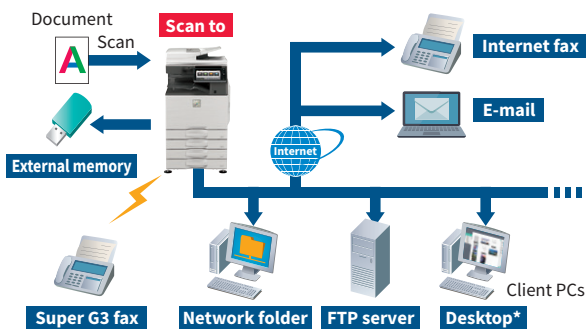 Document
Scan
Scan to
A
Internet fax
E-mail
External memory
Internet
Client PCs
Super G3 fax
Network folder
FTP server
Desktop*